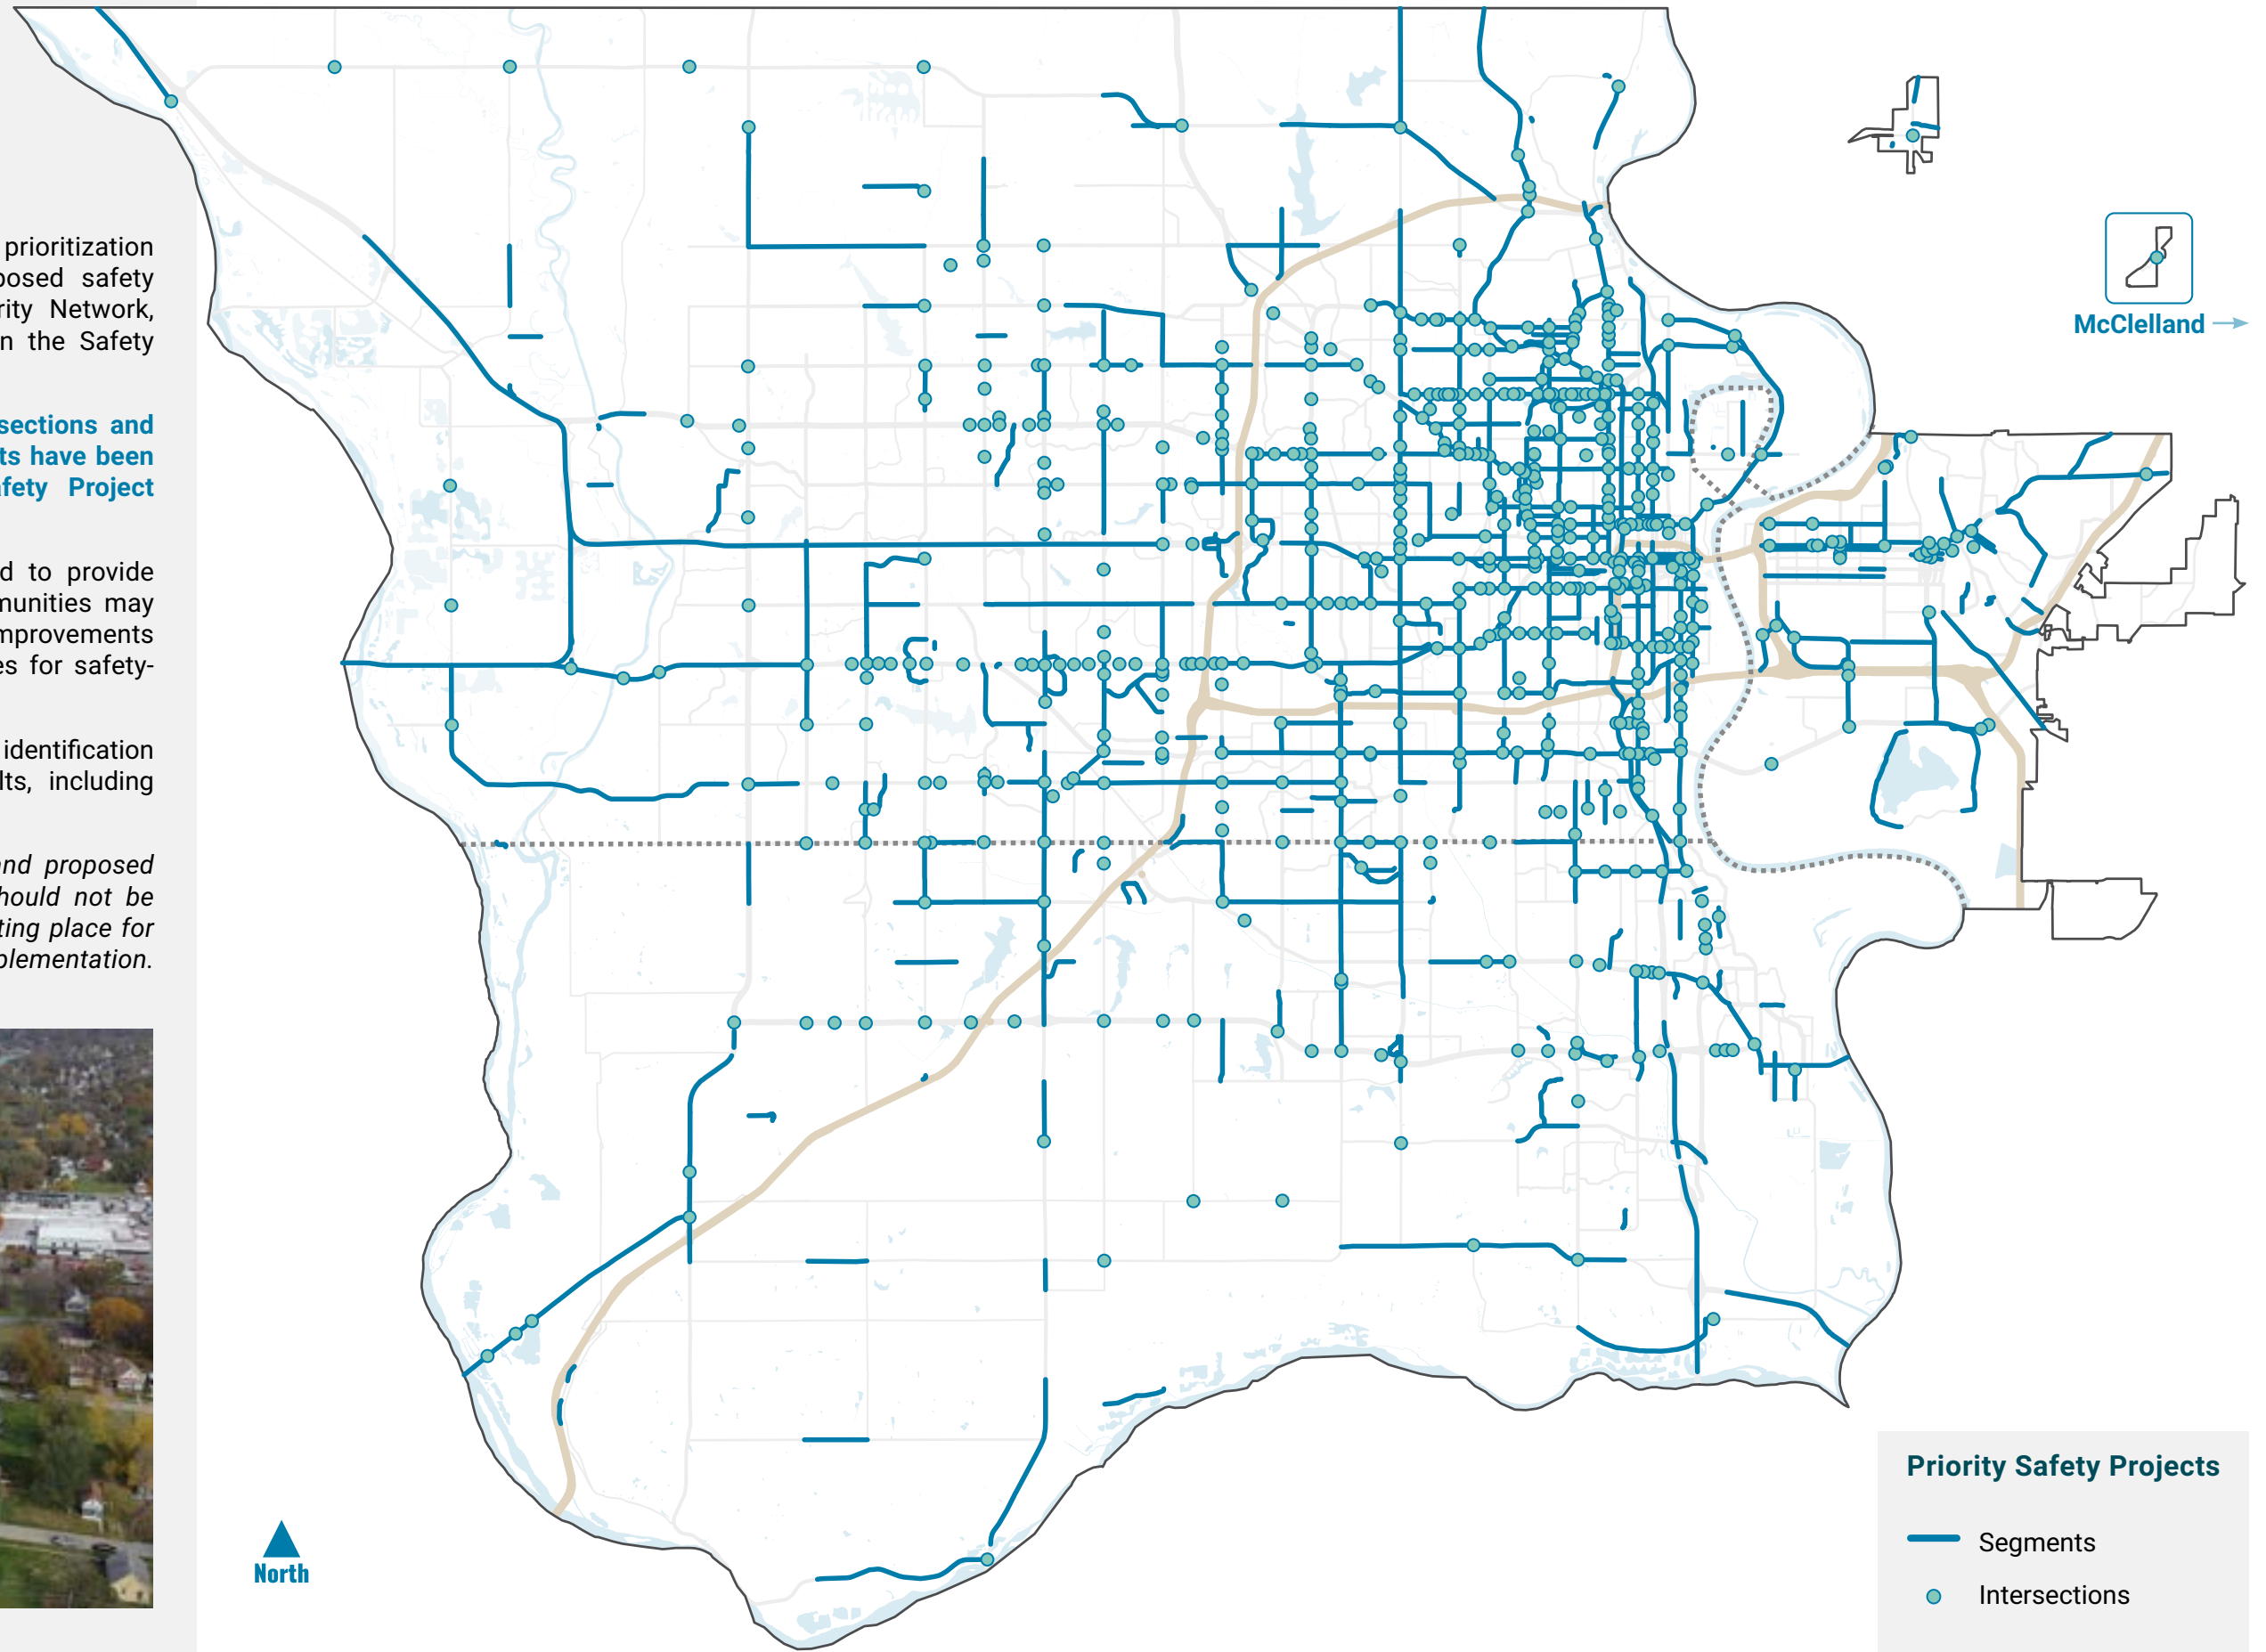 prioritization
posed safety
rity Network,
n the Safety
sections and
ts have been
afety Project
d to provide
munities may
mprovements
es for safety-
identification
lts, including
and proposed
hould not be
ting place for
plementation.
McClelland
North
Priority Safety Projects
Segments
Intersections